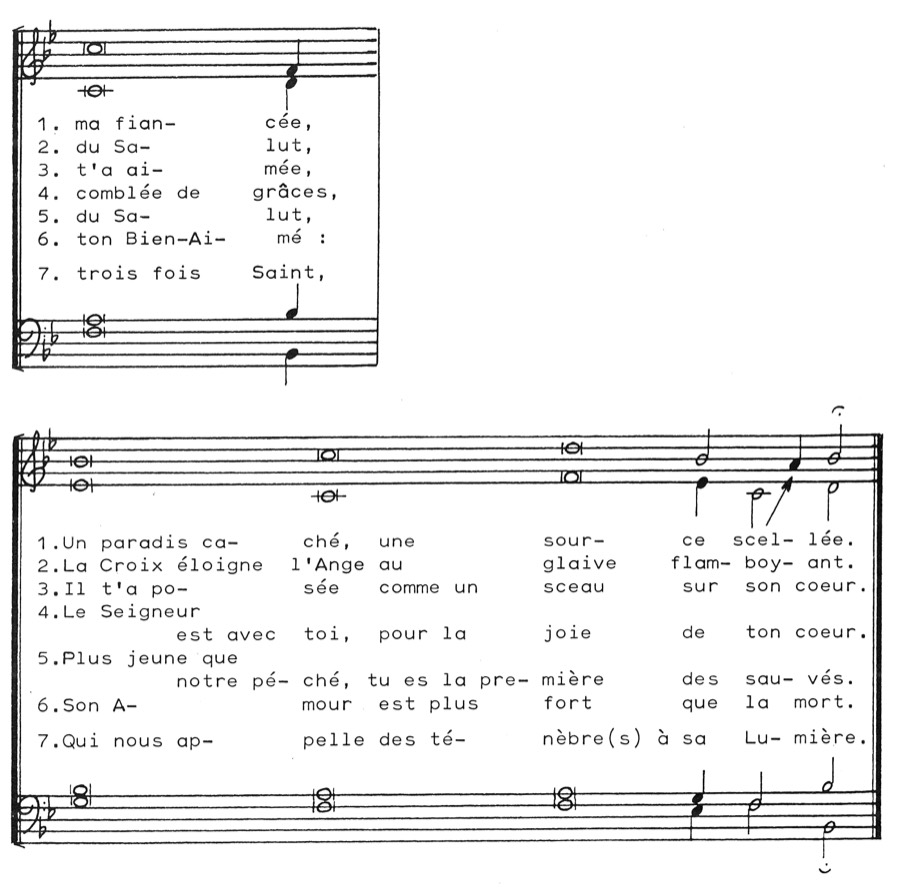 1. ma fian- cée,
2. du Sa- lut,
3. t'a ai- mée,
4. comblée de grâces,
5. du Sa- lut,
6. ton Bien-Ai- mé :
7. trois fois Saint,
1.Un paradis ca- ché, une sour- ce scel- lée.
2.La Croix éloigne l'Ange au glaive flam- boy- ant.
3.Il t'a po- sée comme un sceau sur son coeur.
4.Le Seigneur
est avec toi, pour la joie de ton coeur.
5.Plus jeune que
notre pé- ché, tu es la pre- mière des sau- vés.
6.Son A- mour est plus fort que la mort.
7.Qui nous ap- pelle des té- nèbre(s) à sa Lu- mière.